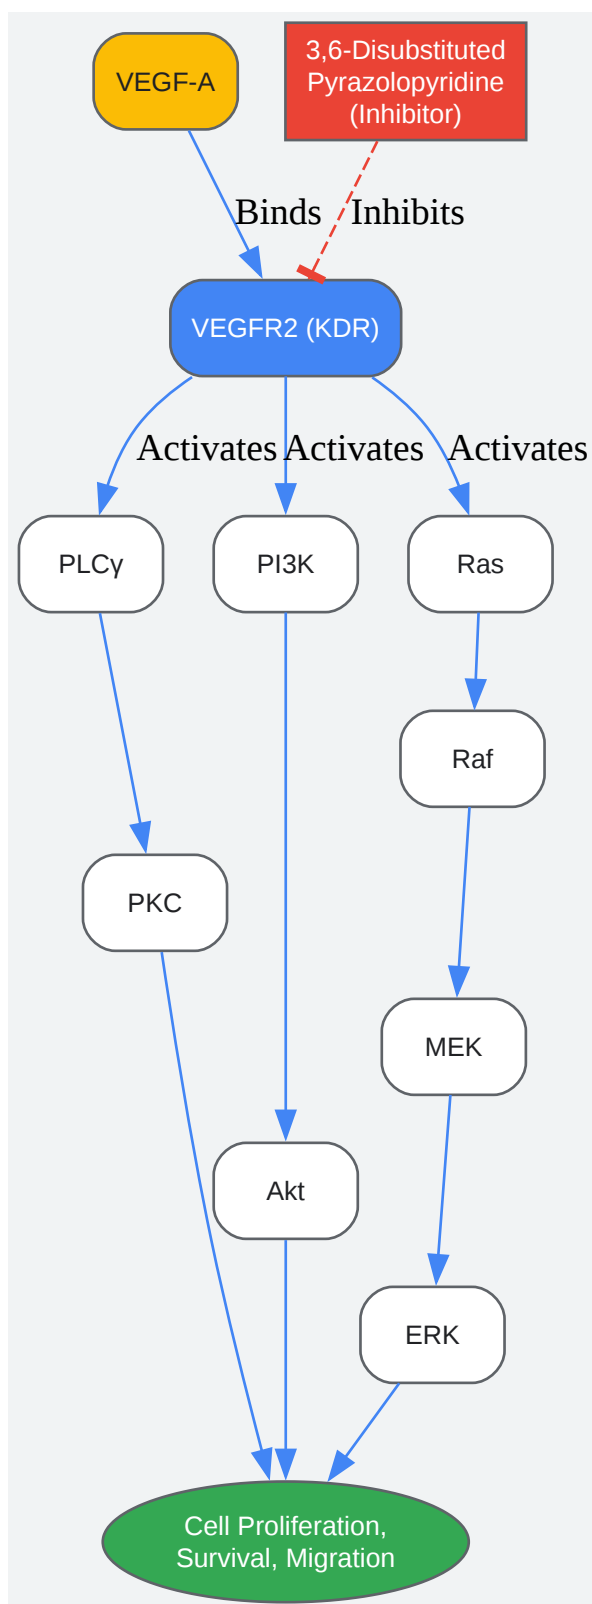 VEGF-A
3,6-Disubstituted
Pyrazolopyridine
(Inhibitor)
Binds
Inhibits
VEGFR2 (KDR)
Activates
Activates
Activates
PLCγ
PI3K
Ras
Raf
PKC
MEK
Akt
ERK
Cell Proliferation,
Survival, Migration